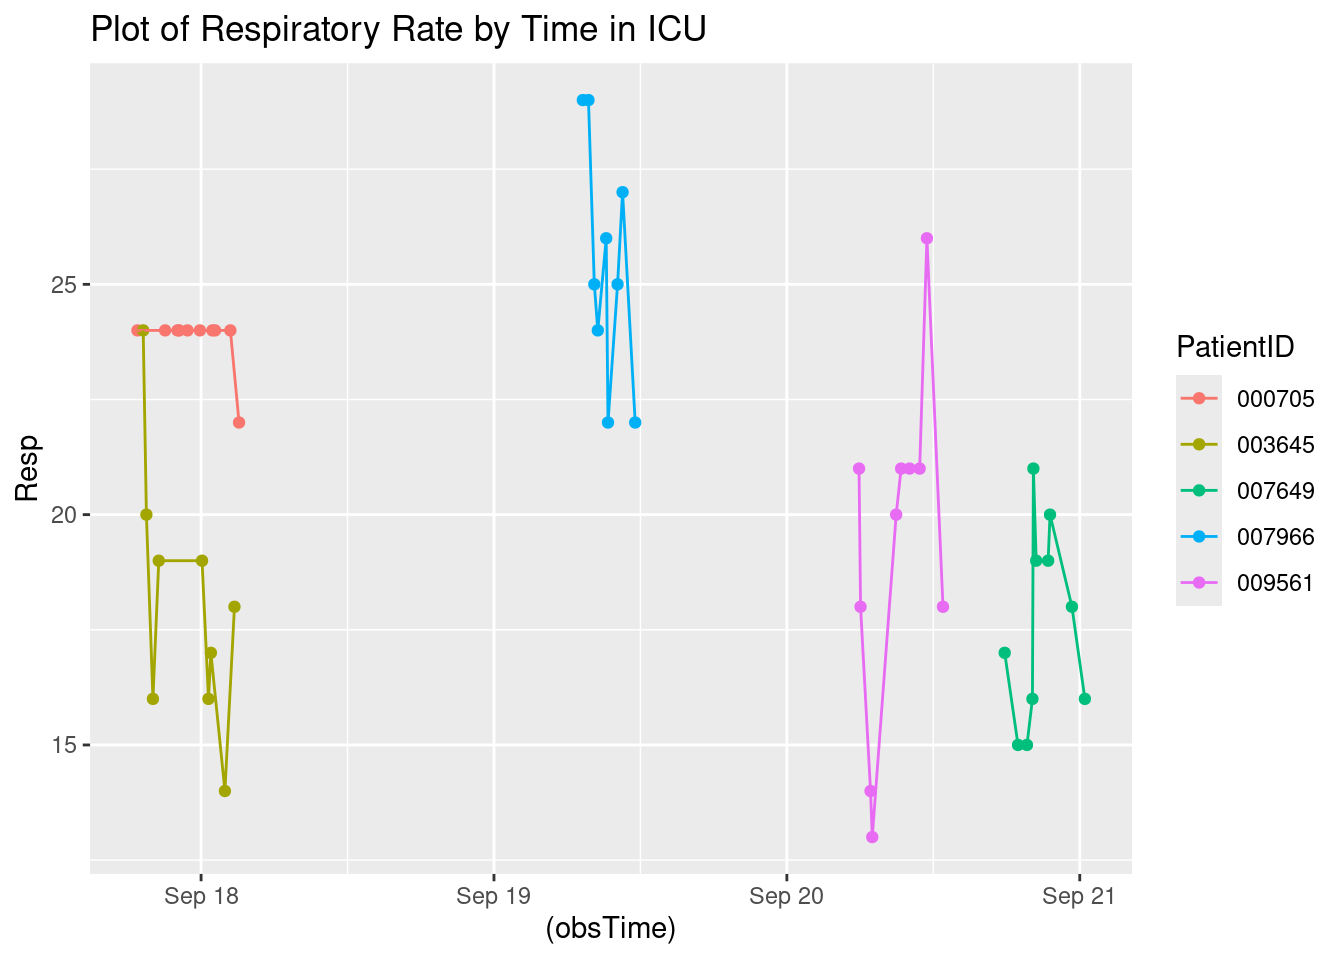 Plot of Respiratory Rate by Time in ICU
Resp
25
20
15
Sep 18
Sep 19
Sep 20
Sep 21
(obsTime)
PatientID
000705
003645
007649
007966
009561